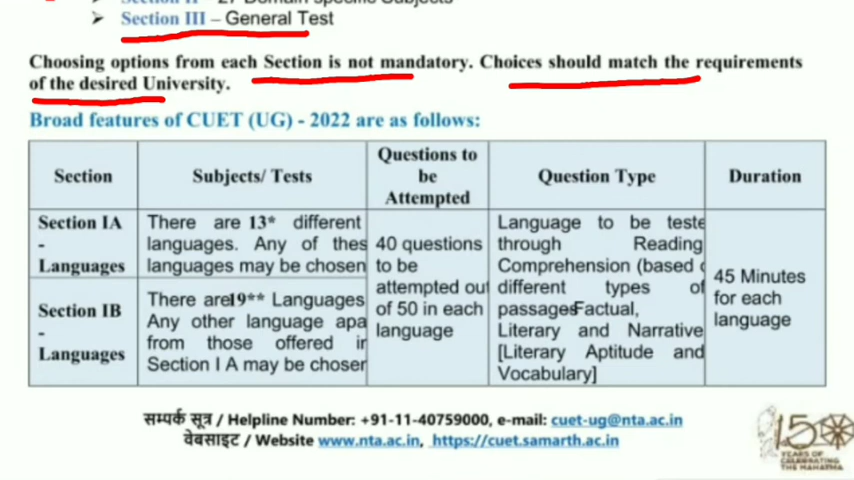 ➢ Section III – General Test
Choosing options from each Section is not mandatory. Choices should match the requirements
of the desired University.
Broad features of CUET (UG) - 2022 are as follows:
Section
Subjects/ Tests
Questions to
be
Attempted
Question Type
Duration
Section IA
-
Languages
There are 13* different
languages. Any of thes
languages may be chosen
40 questions
to be
attempted out
of 50 in each
language
Language to be teste
through Reading
Comprehension (based o
different types of
passagesFactual,
Literary and Narrative
[Literary Aptitude and
Vocabulary]
45 Minutes
for each
language
Section IB
-
Languages
There are19** Languages
Any other language apa
from those offered in
Section I A may be choser
सम्पर्क सूत्र / Helpline Number: +91-11-40759000, e-mail: cuet-ug@nta.ac.in
वेबसाइट / Website www.nta.ac.in, https://cuet.samarth.ac.in
150
YEARS OF
CELEBRATING
THE MAHATMA